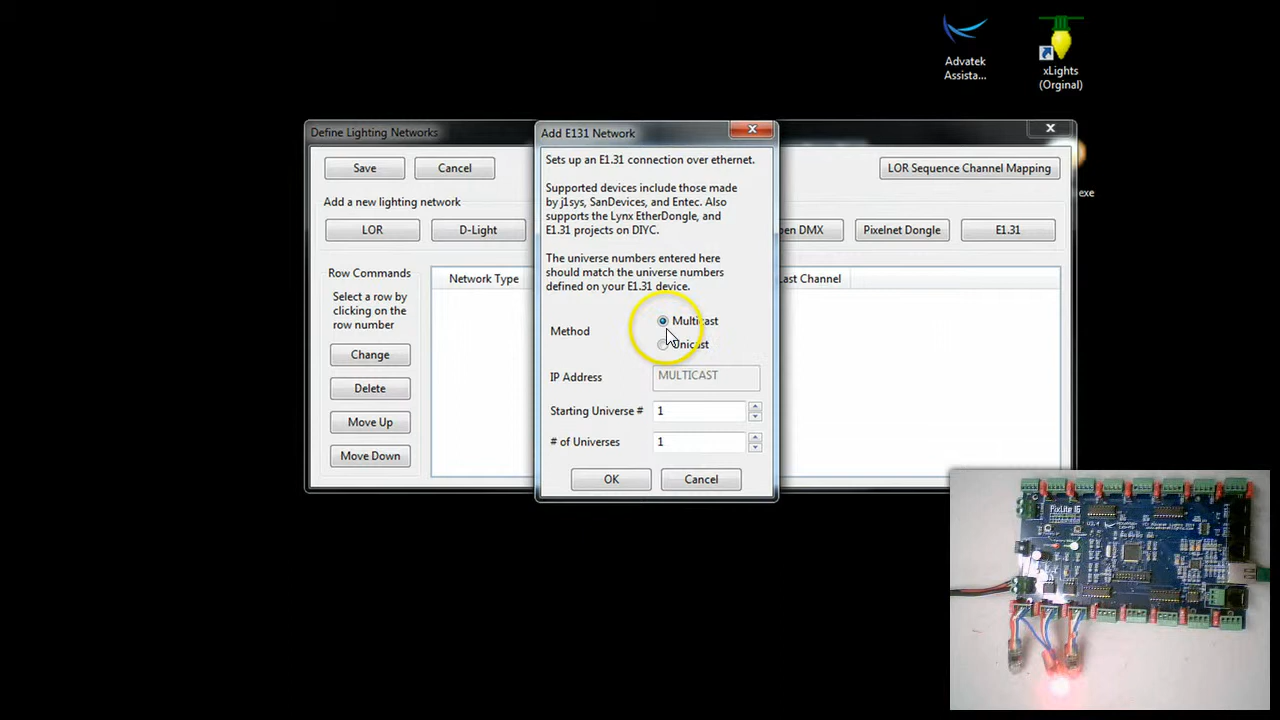 Advatek
Assista...
xLights
(Orginal)
Define Lighting Networks
Add E131 Network
Save
Cancel
Sets up an E1.31 connection over ethernet.
LOR Sequence Channel Mapping
Supported devices include those made
by j1sys, SanDevices, and Entec. Also
supports the Lynx EtherDongle, and
E1.31 projects on DIYC.
exe
Add a new lighting network
LOR
D-Light
pen DMX
Pixelnet Dongle
E1.31
The universe numbers entered here
should match the universe numbers
defined on your E1.31 device.
Row Commands
Network Type
Last Channel
Select a row by
clicking on the
row number
Method
Multicast
Unicast
Change
IP Address
MULTICAST
Delete
Starting Universe #
1
Move Up
# of Universes
1
Move Down
OK
Cancel
PixLite 16